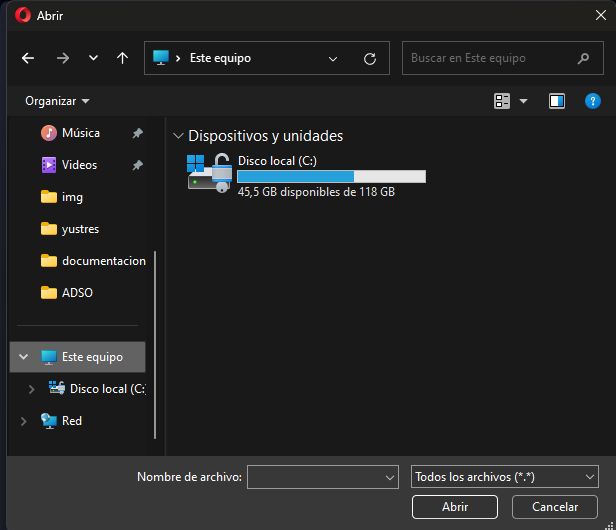 Abrir
Este equipo
Buscar en Este equipo
Organizar
Música
Videos
img
yustres
documentacion
ADSO
Este equipo
Disco local (C:
Red
Dispositivos y unidades
Disco local (C:)
45,5 GB disponibles de 118 GB
Nombre de archivo:
Todos los archivos (*.*)
Abrir
Cancelar